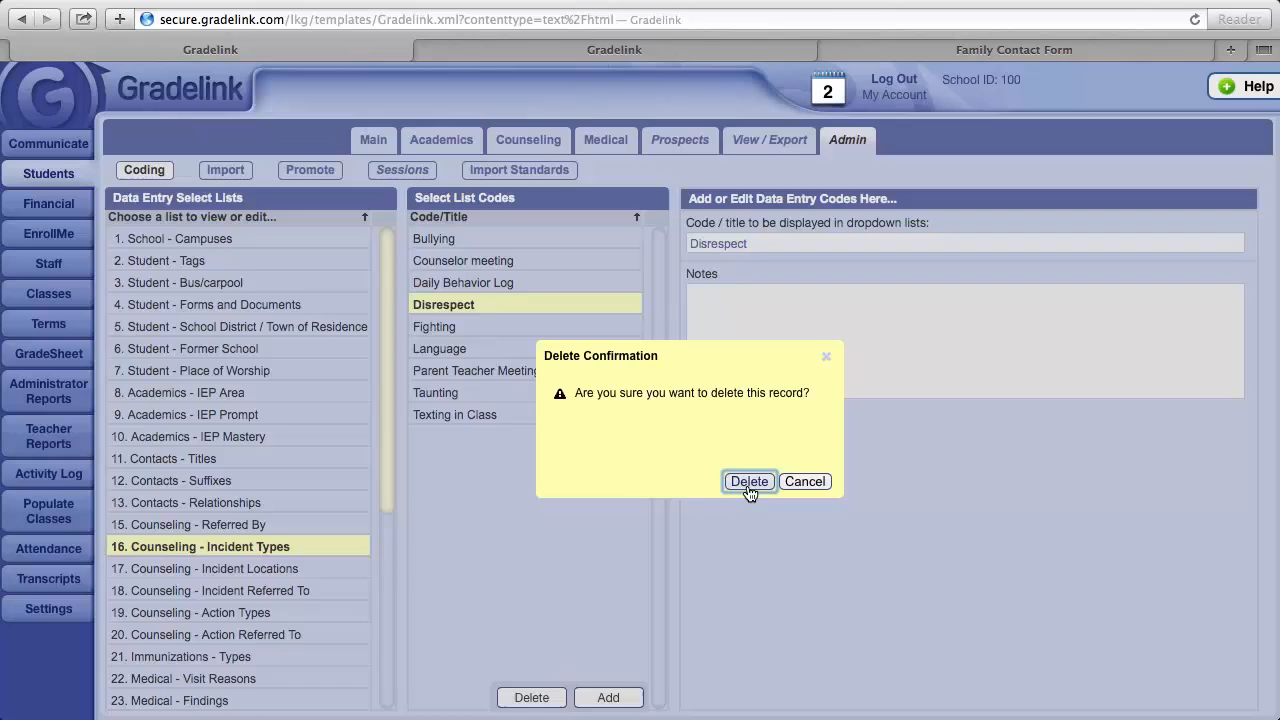 secure.gradelink.com/lkg/templates/Gradelink.xml?contenttype=text%2Fhtml — Gradelink
Reader
Gradelink
Gradelink
Family Contact Form
G
Gradelink
2
Log Out
My Account
School ID: 100
Help
Communicate
Students
Financial
EnrollMe
Staff
Classes
Terms
GradeSheet
Administrator
Reports
Teacher
Reports
Activity Log
Populate
Classes
Attendance
Transcripts
Settings
Main
Academics
Counseling
Medical
Prospects
View / Export
Admin
Coding
Import
Promote
Sessions
Import Standards
Data Entry Select Lists
Choose a list to view or edit...
1. School - Campuses
2. Student - Tags
3. Student - Bus/carpool
4. Student - Forms and Documents
5. Student - School District / Town of Residence
6. Student - Former School
7. Student - Place of Worship
8. Academics - IEP Area
9. Academics - IEP Prompt
10. Academics - IEP Mastery
11. Contacts - Titles
12. Contacts - Suffixes
13. Contacts - Relationships
15. Counseling - Referred By
16. Counseling - Incident Types
17. Counseling - Incident Locations
18. Counseling - Incident Referred To
19. Counseling - Action Types
20. Counseling - Action Referred To
21. Immunizations - Types
22. Medical - Visit Reasons
23. Medical - Findings
Select List Codes
Code/Title
Bullying
Counselor meeting
Daily Behavior Log
Disrespect
Fighting
Language
Parent Teacher Meeting
Taunting
Texting in Class
Delete
Add
Add or Edit Data Entry Codes Here...
Code / title to be displayed in dropdown lists:
Disrespect
Notes
Delete Confirmation
Are you sure you want to delete this record?
Delete
Cancel